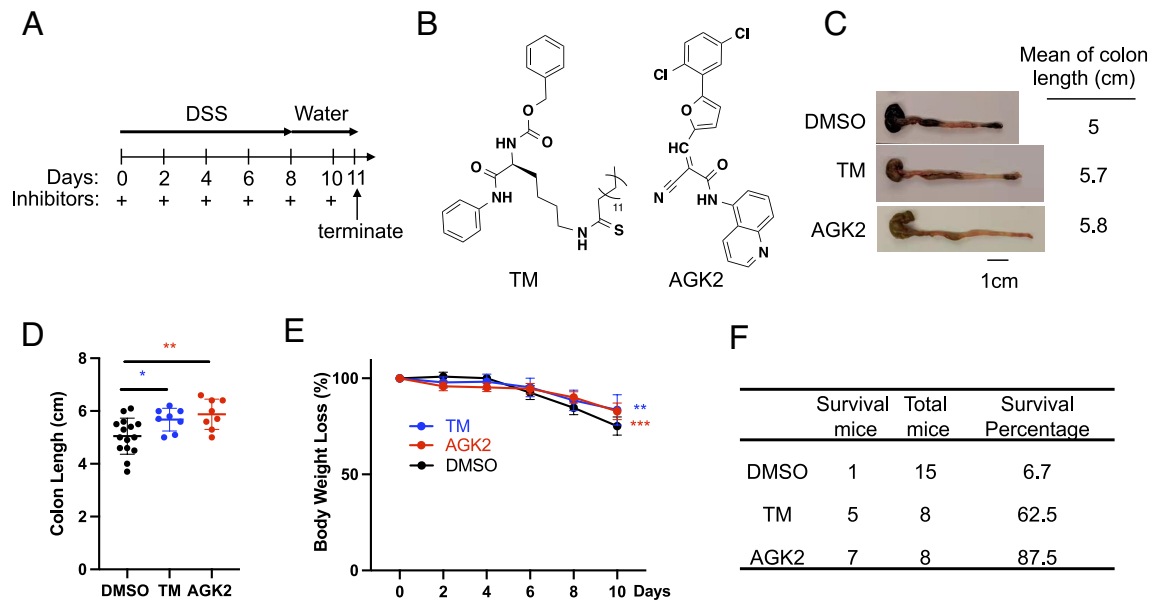 A
DSS
Water
Days:
0
2
4
6
8
10
11
Inhibitors:
+
+
+
+
+
+
terminate
B
O
O
HN
O
O
NH
N
H
S
11
TM
Cl
Cl
O
HC
O
CN
HN
N
AGK2
C
Mean of colon
length (cm)
DMSO
5
TM
5.7
AGK2
5.8
1cm
D
**
*
Colon Lengh (cm)
8
6
4
2
0
DMSO TM AGK2
E
Body Weight Loss (%)
100
50
0
TM
AGK2
DMSO
**
***
0 2 4 6 8 10 Days
F
Survival mice Total mice Survival Percentage
DMSO 1 15 6.7
TM 5 8 62.5
AGK2 7 8 87.5